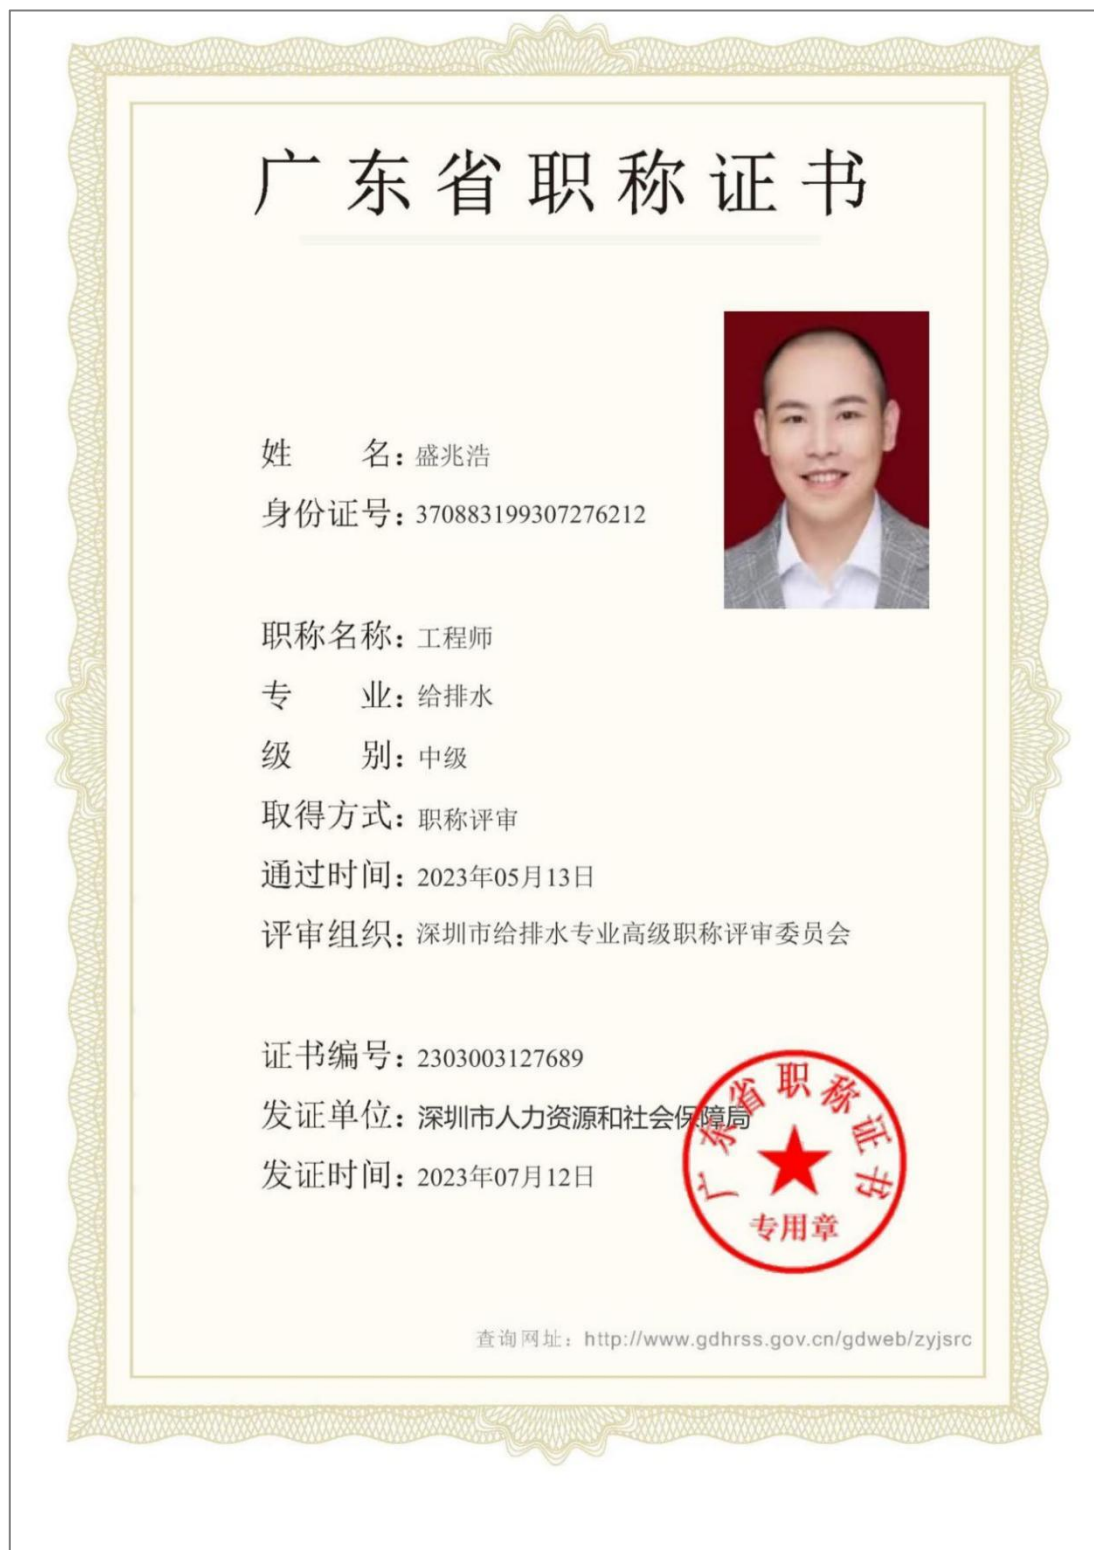 广东省职称证书
姓 名：盛兆浩
身份证号：370883199307276212
职称名称：工程师
专 业：给排水
级 别：中级
取得方式：职称评审
通过时间：2023年05月13日
评审组织：深圳市给排水专业高级职称评审委员会
证书编号：2303003127689
发证单位：深圳市人力资源和社会保障局
发证时间：2023年07月12日
广东省职称证书
专用章
查询网址：http://www.gdhrss.gov.cn/gdweb/zyjsrc